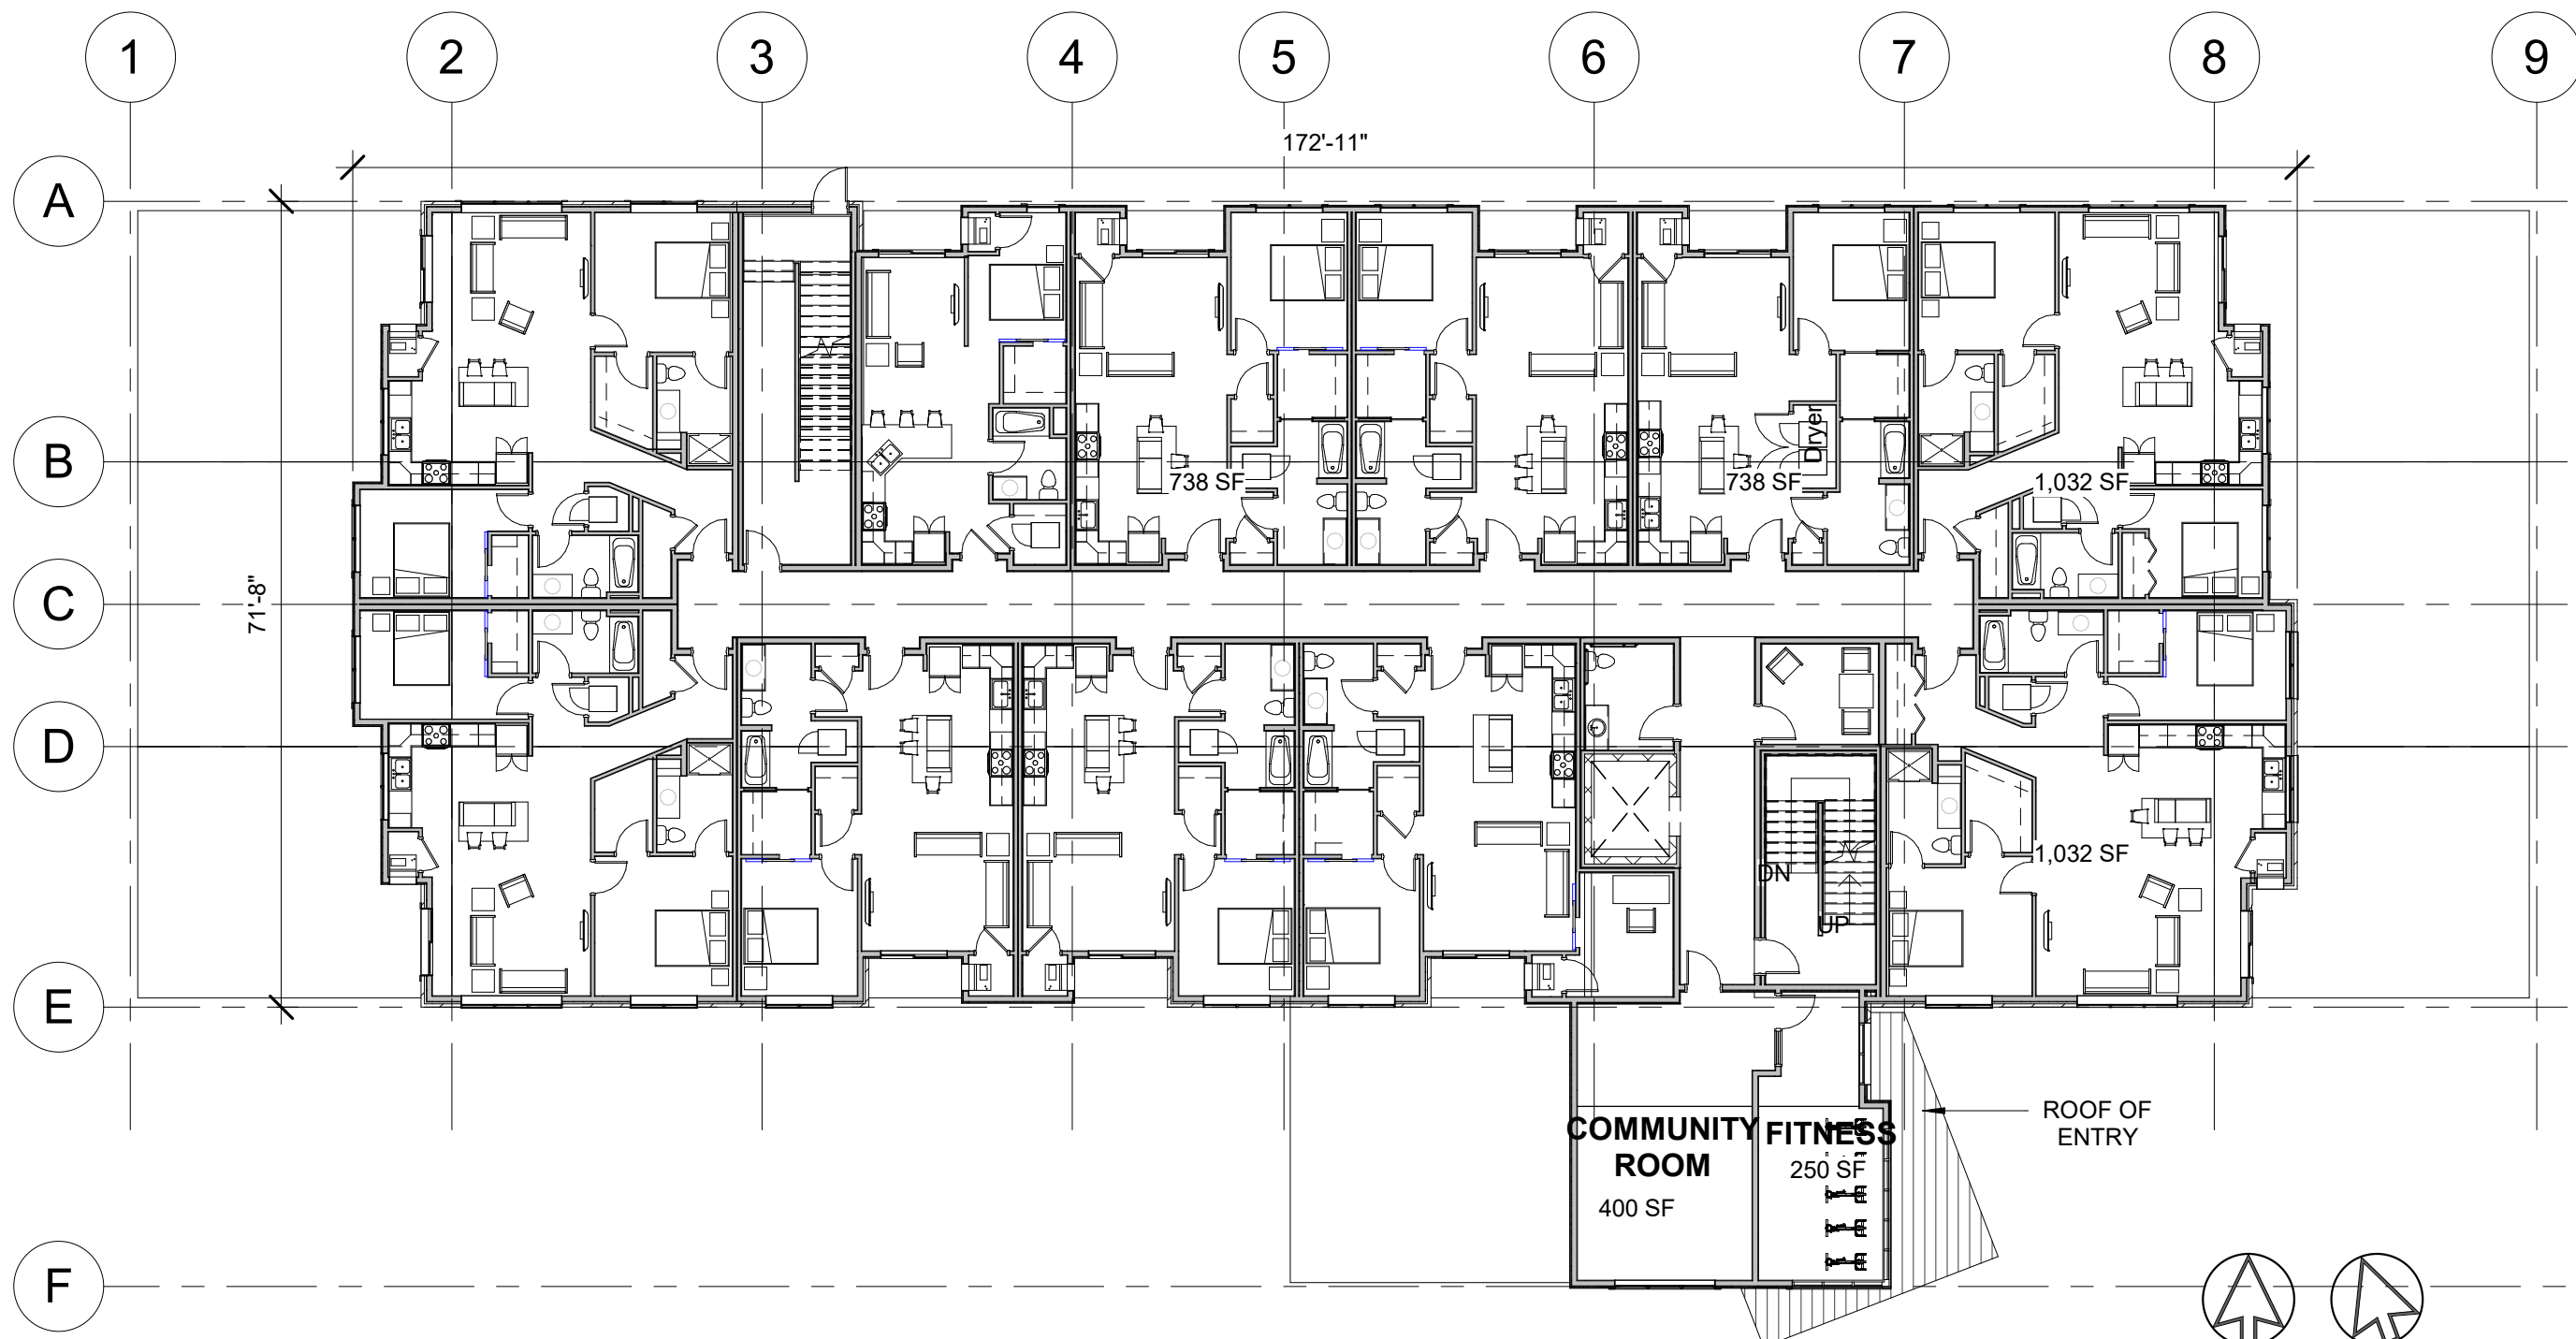 1
2
3
4
5
6
7
8
9
172'-11"
A
B
C
D
E
F
71'-8"
Dryer
738 SF
738 SF
1,032 SF
1,032 SF
DN
UP
COMMUNITY
ROOM
400 SF
FITNESS
250 SF
ROOF OF
ENTRY